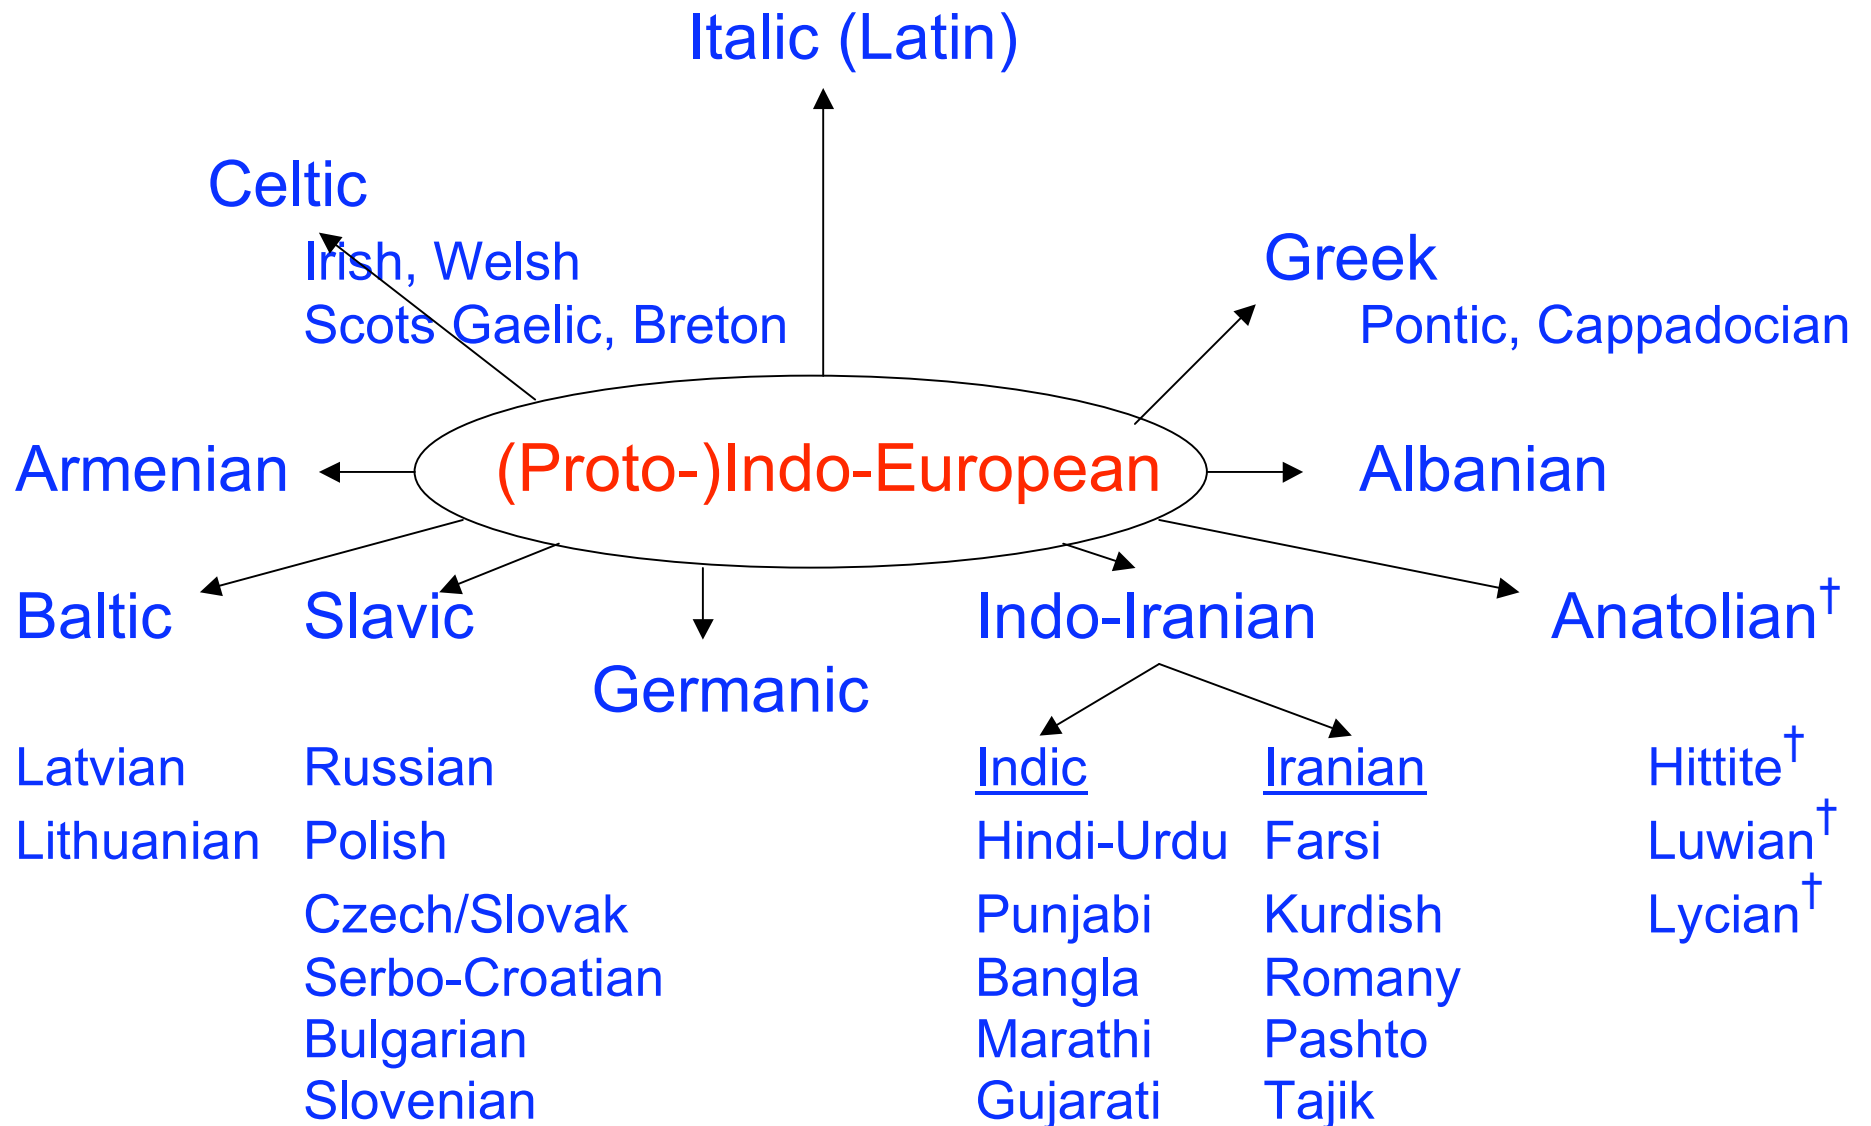 Italic (Latin)
Celtic
Irish, Welsh
Scots Gaelic, Breton
Greek
Pontic, Cappadocian
Armenian
(Proto-)Indo-European
Albanian
Baltic
Slavic
Germanic
Indo-Iranian
Anatolian†
Latvian
Lithuanian
Russian
Polish
Czech/Slovak
Serbo-Croatian
Bulgarian
Slovenian
Indic
Hindi-Urdu
Punjabi
Bangla
Marathi
Gujarati
Iranian
Farsi
Kurdish
Romany
Pashto
Tajik
Hittite†
Luwian†
Lycian†